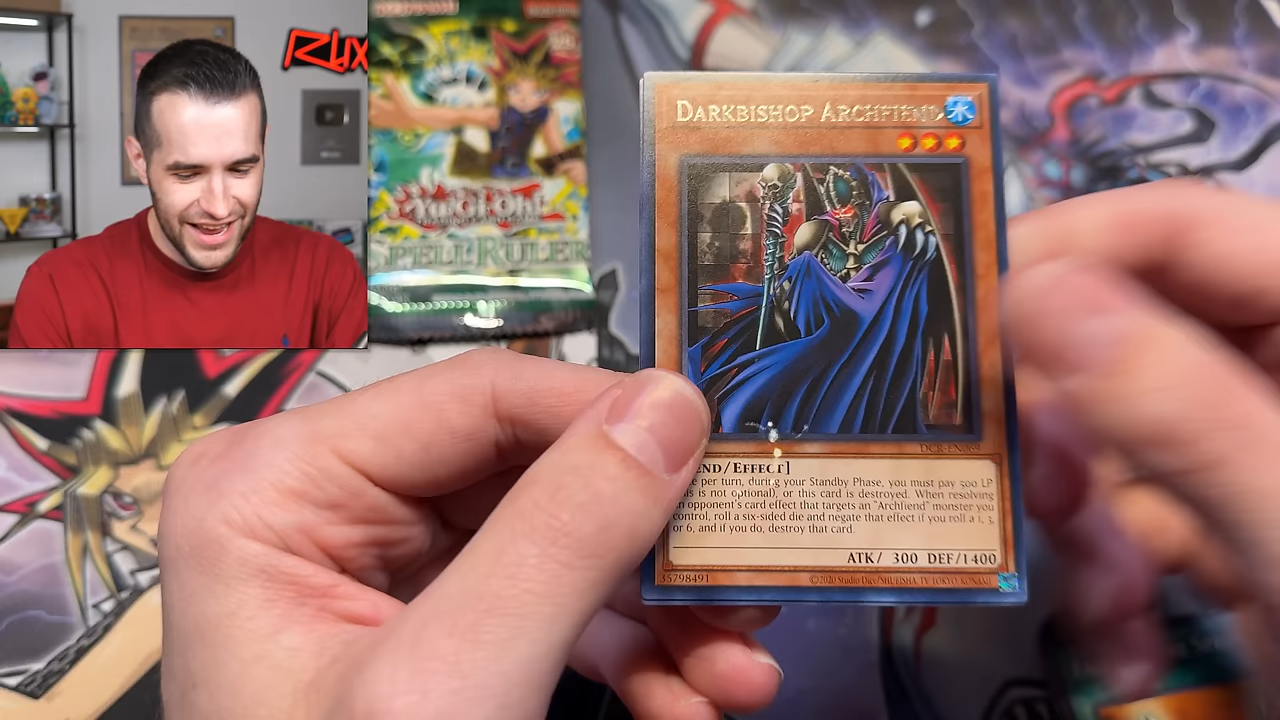 Yu-Gi-Oh!
SPELL RULER
DARKBISHOP ARCHFIEND
DCR-EN069
END/EFFECT]
e per turn, during your Standby Phase, you must pay 500 LP
is is not optional), or this card is destroyed. When resolving
n opponent's card effect that targets an "Archfiend" monster you
control, roll a six-sided die and negate that effect if you roll a 1, 3,
or 6, and if you do, destroy that card.
ATK/ 300 DEF/1400
35798491
©2020 Studio Dice/SHUEISHA, TV TOKYO, KONAMI